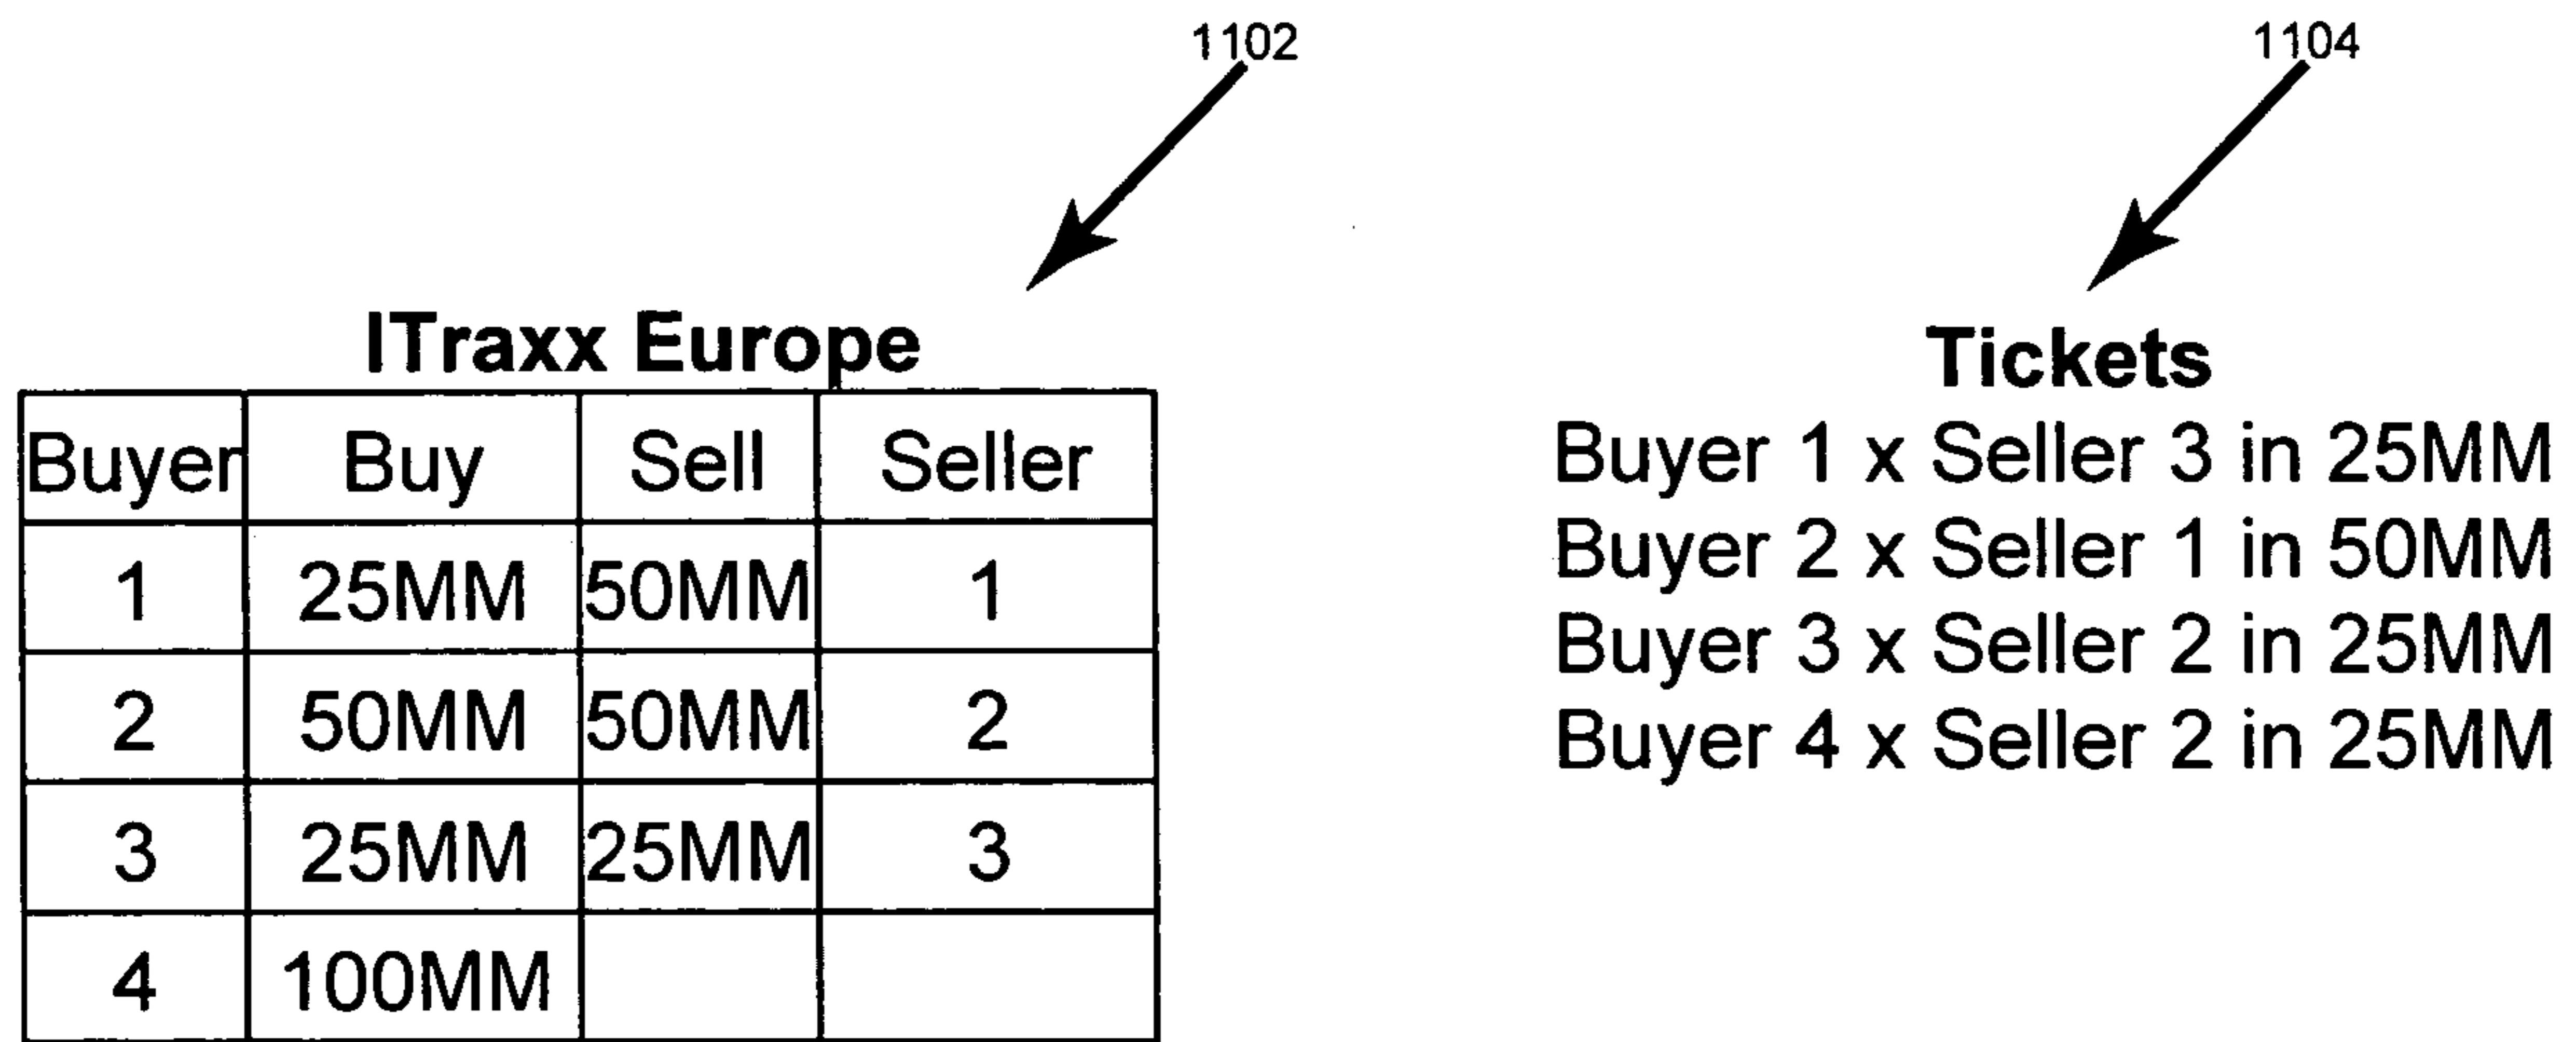 1102
1104
ITraxx Europe
Buyer Buy Sell Seller
1 25MM 50MM 1
2 50MM 50MM 2
3 25MM 25MM 3
4 100MM
Tickets
Buyer 1 x Seller 3 in 25MM
Buyer 2 x Seller 1 in 50MM
Buyer 3 x Seller 2 in 25MM
Buyer 4 x Seller 2 in 25MM